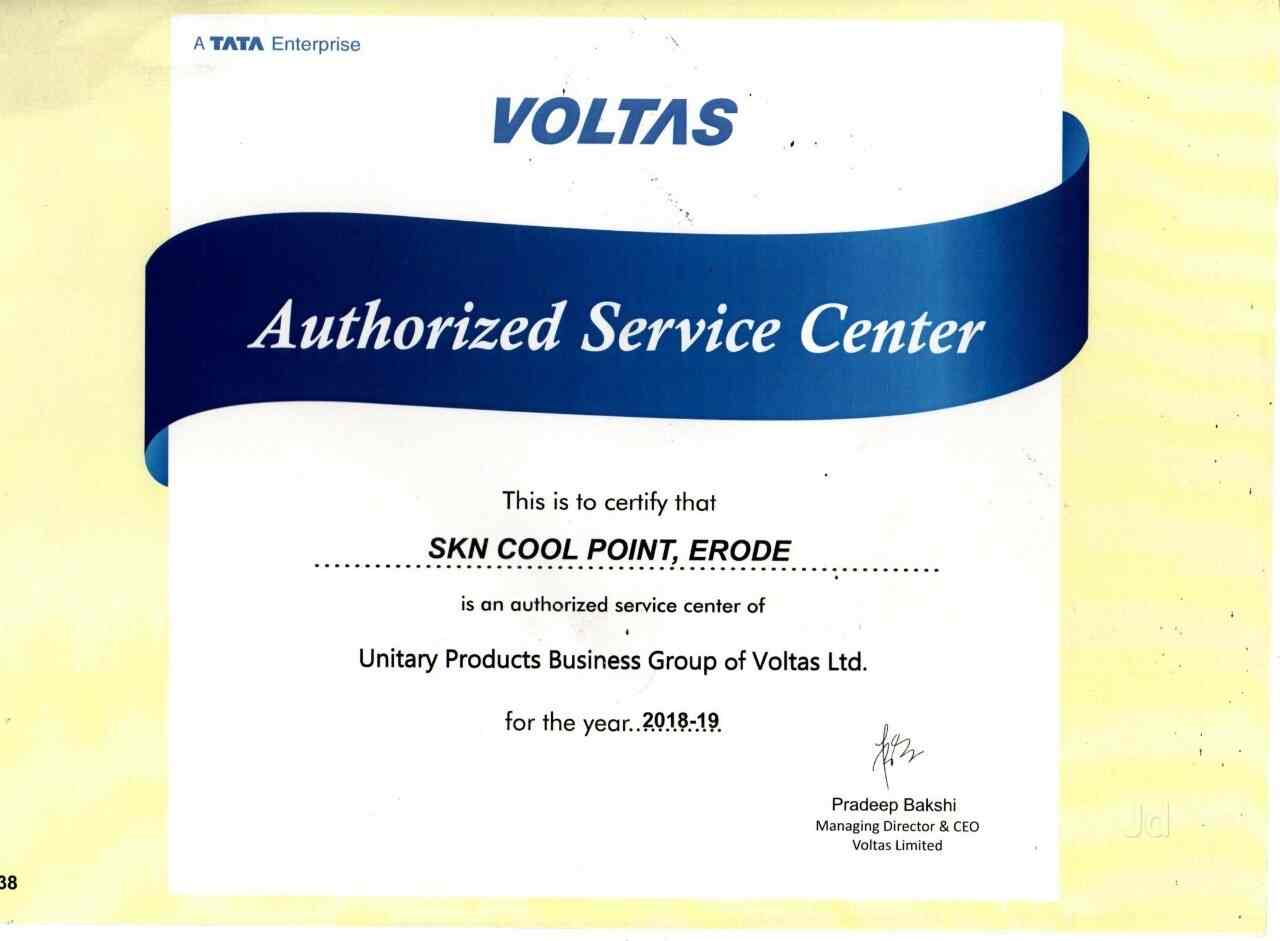 A TATA Enterprise
VOLTAS
Authorized Service Center
This is to certify that
SKN COOL POINT, ERODE
is an authorized service center of
Unitary Products Business Group of Voltas Ltd.
for the year..2018-19
Pradeep Bakshi
Managing Director & CEO
Voltas Limited
Jd
38